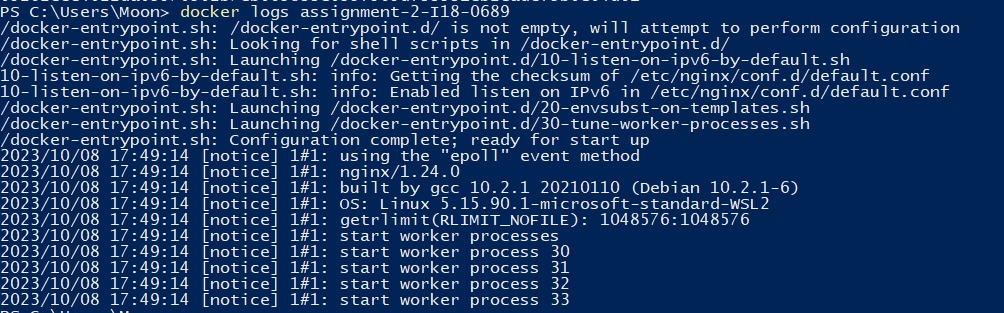 PS C:\Users\Moon> docker logs assignment-2-I18-0689
/docker-entrypoint.sh: /docker-entrypoint.d/ is not empty, will attempt to perform configuration
/docker-entrypoint.sh: Looking for shell scripts in /docker-entrypoint.d/
/docker-entrypoint.sh: Launching /docker-entrypoint.d/10-listen-on-ipv6-by-default.sh
10-listen-on-ipv6-by-default.sh: info: Getting the checksum of /etc/nginx/conf.d/default.conf
10-listen-on-ipv6-by-default.sh: info: Enabled listen on IPv6 in /etc/nginx/conf.d/default.conf
/docker-entrypoint.sh: Launching /docker-entrypoint.d/20-envsubst-on-templates.sh
/docker-entrypoint.sh: Launching /docker-entrypoint.d/30-tune-worker-processes.sh
/docker-entrypoint.sh: Configuration complete; ready for start up
2023/10/08 17:49:14 [notice] 1#1: using the "epoll" event method
2023/10/08 17:49:14 [notice] 1#1: nginx/1.24.0
2023/10/08 17:49:14 [notice] 1#1: built by gcc 10.2.1 20210110 (Debian 10.2.1-6)
2023/10/08 17:49:14 [notice] 1#1: OS: Linux 5.15.90.1-microsoft-standard-WSL2
2023/10/08 17:49:14 [notice] 1#1: getrlimit(RLIMIT_NOFILE): 1048576:1048576
2023/10/08 17:49:14 [notice] 1#1: start worker processes
2023/10/08 17:49:14 [notice] 1#1: start worker process 30
2023/10/08 17:49:14 [notice] 1#1: start worker process 31
2023/10/08 17:49:14 [notice] 1#1: start worker process 32
2023/10/08 17:49:14 [notice] 1#1: start worker process 33